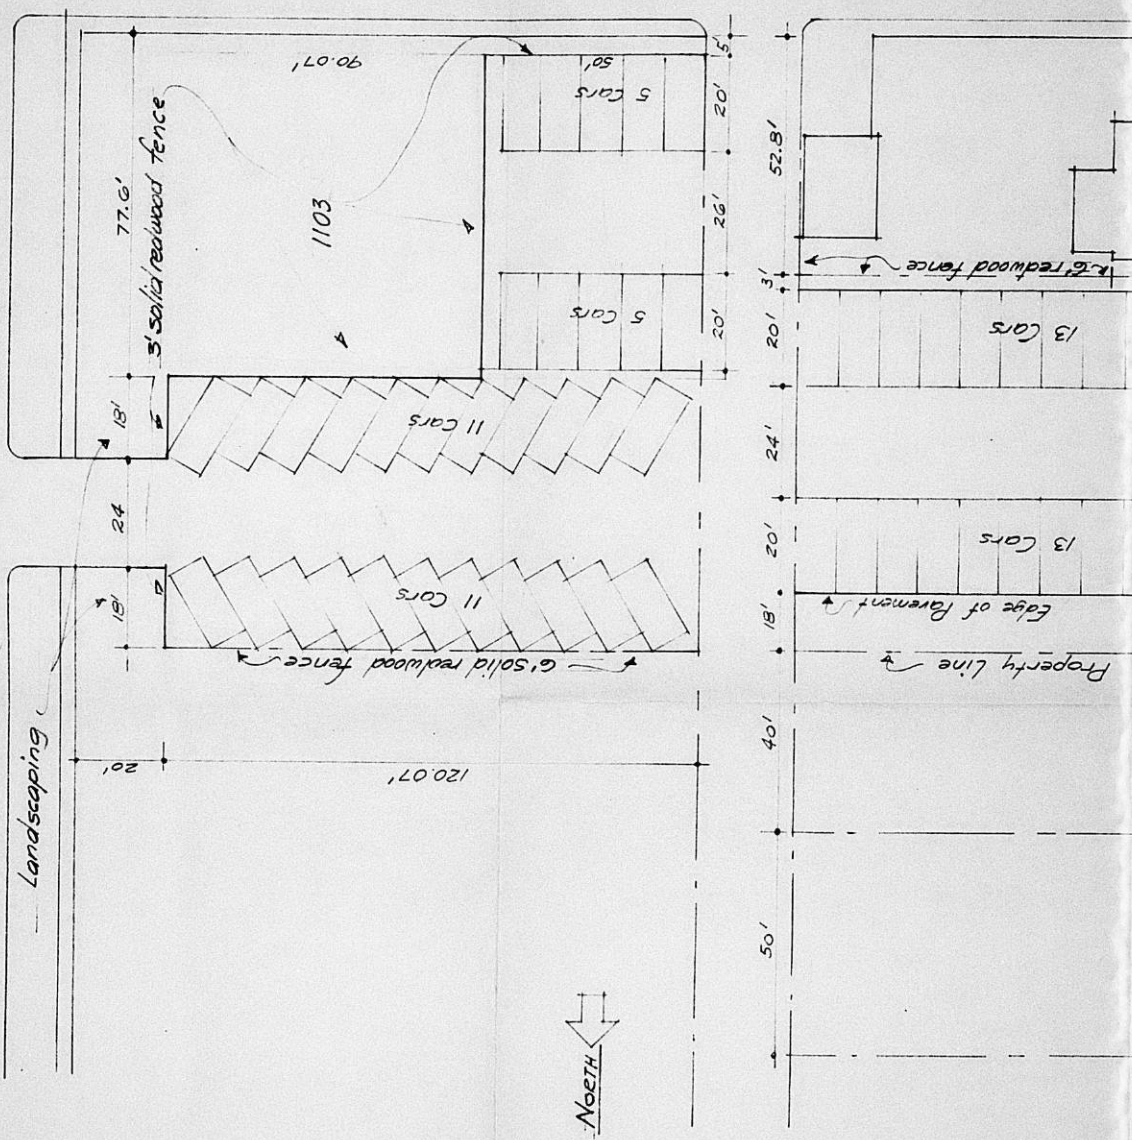 5'
50'
90.07'
5 Cars
20'
3' solid redwood fence
77.6'
1103
52.8'
26'
6' redwood fence
3'
5 Cars
20'
20'
13 Cars
18'
11 Cars
24'
24
20'
13 Cars
18'
11 Cars
Edge of Pavement
18'
6' Solid redwood fence
Property Line
40'
Landscaping
20'
120.07'
50'
NORTH